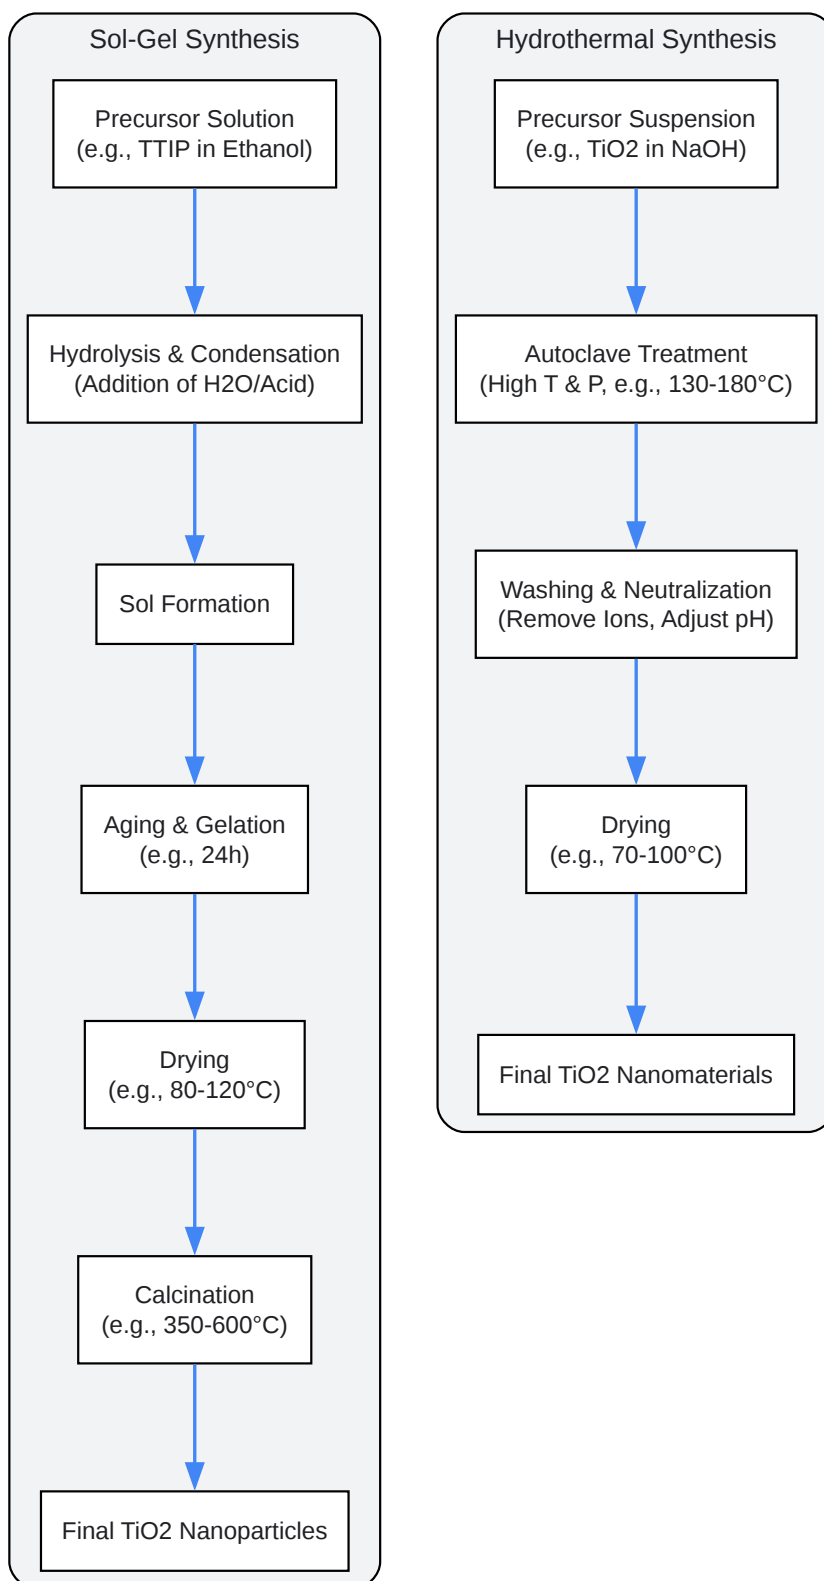 Sol-Gel Synthesis
Precursor Solution
(e.g., TTIP in Ethanol)
Hydrolysis & Condensation
(Addition of H2O/Acid)
Sol Formation
Aging & Gelation
(e.g., 24h)
Drying
(e.g., 80-120°C)
Calcination
(e.g., 350-600°C)
Final TiO2 Nanoparticles
Hydrothermal Synthesis
Precursor Suspension
(e.g., TiO2 in NaOH)
Autoclave Treatment
(High T & P, e.g., 130-180°C)
Washing & Neutralization
(Remove Ions, Adjust pH)
Drying
(e.g., 70-100°C)
Final TiO2 Nanomaterials